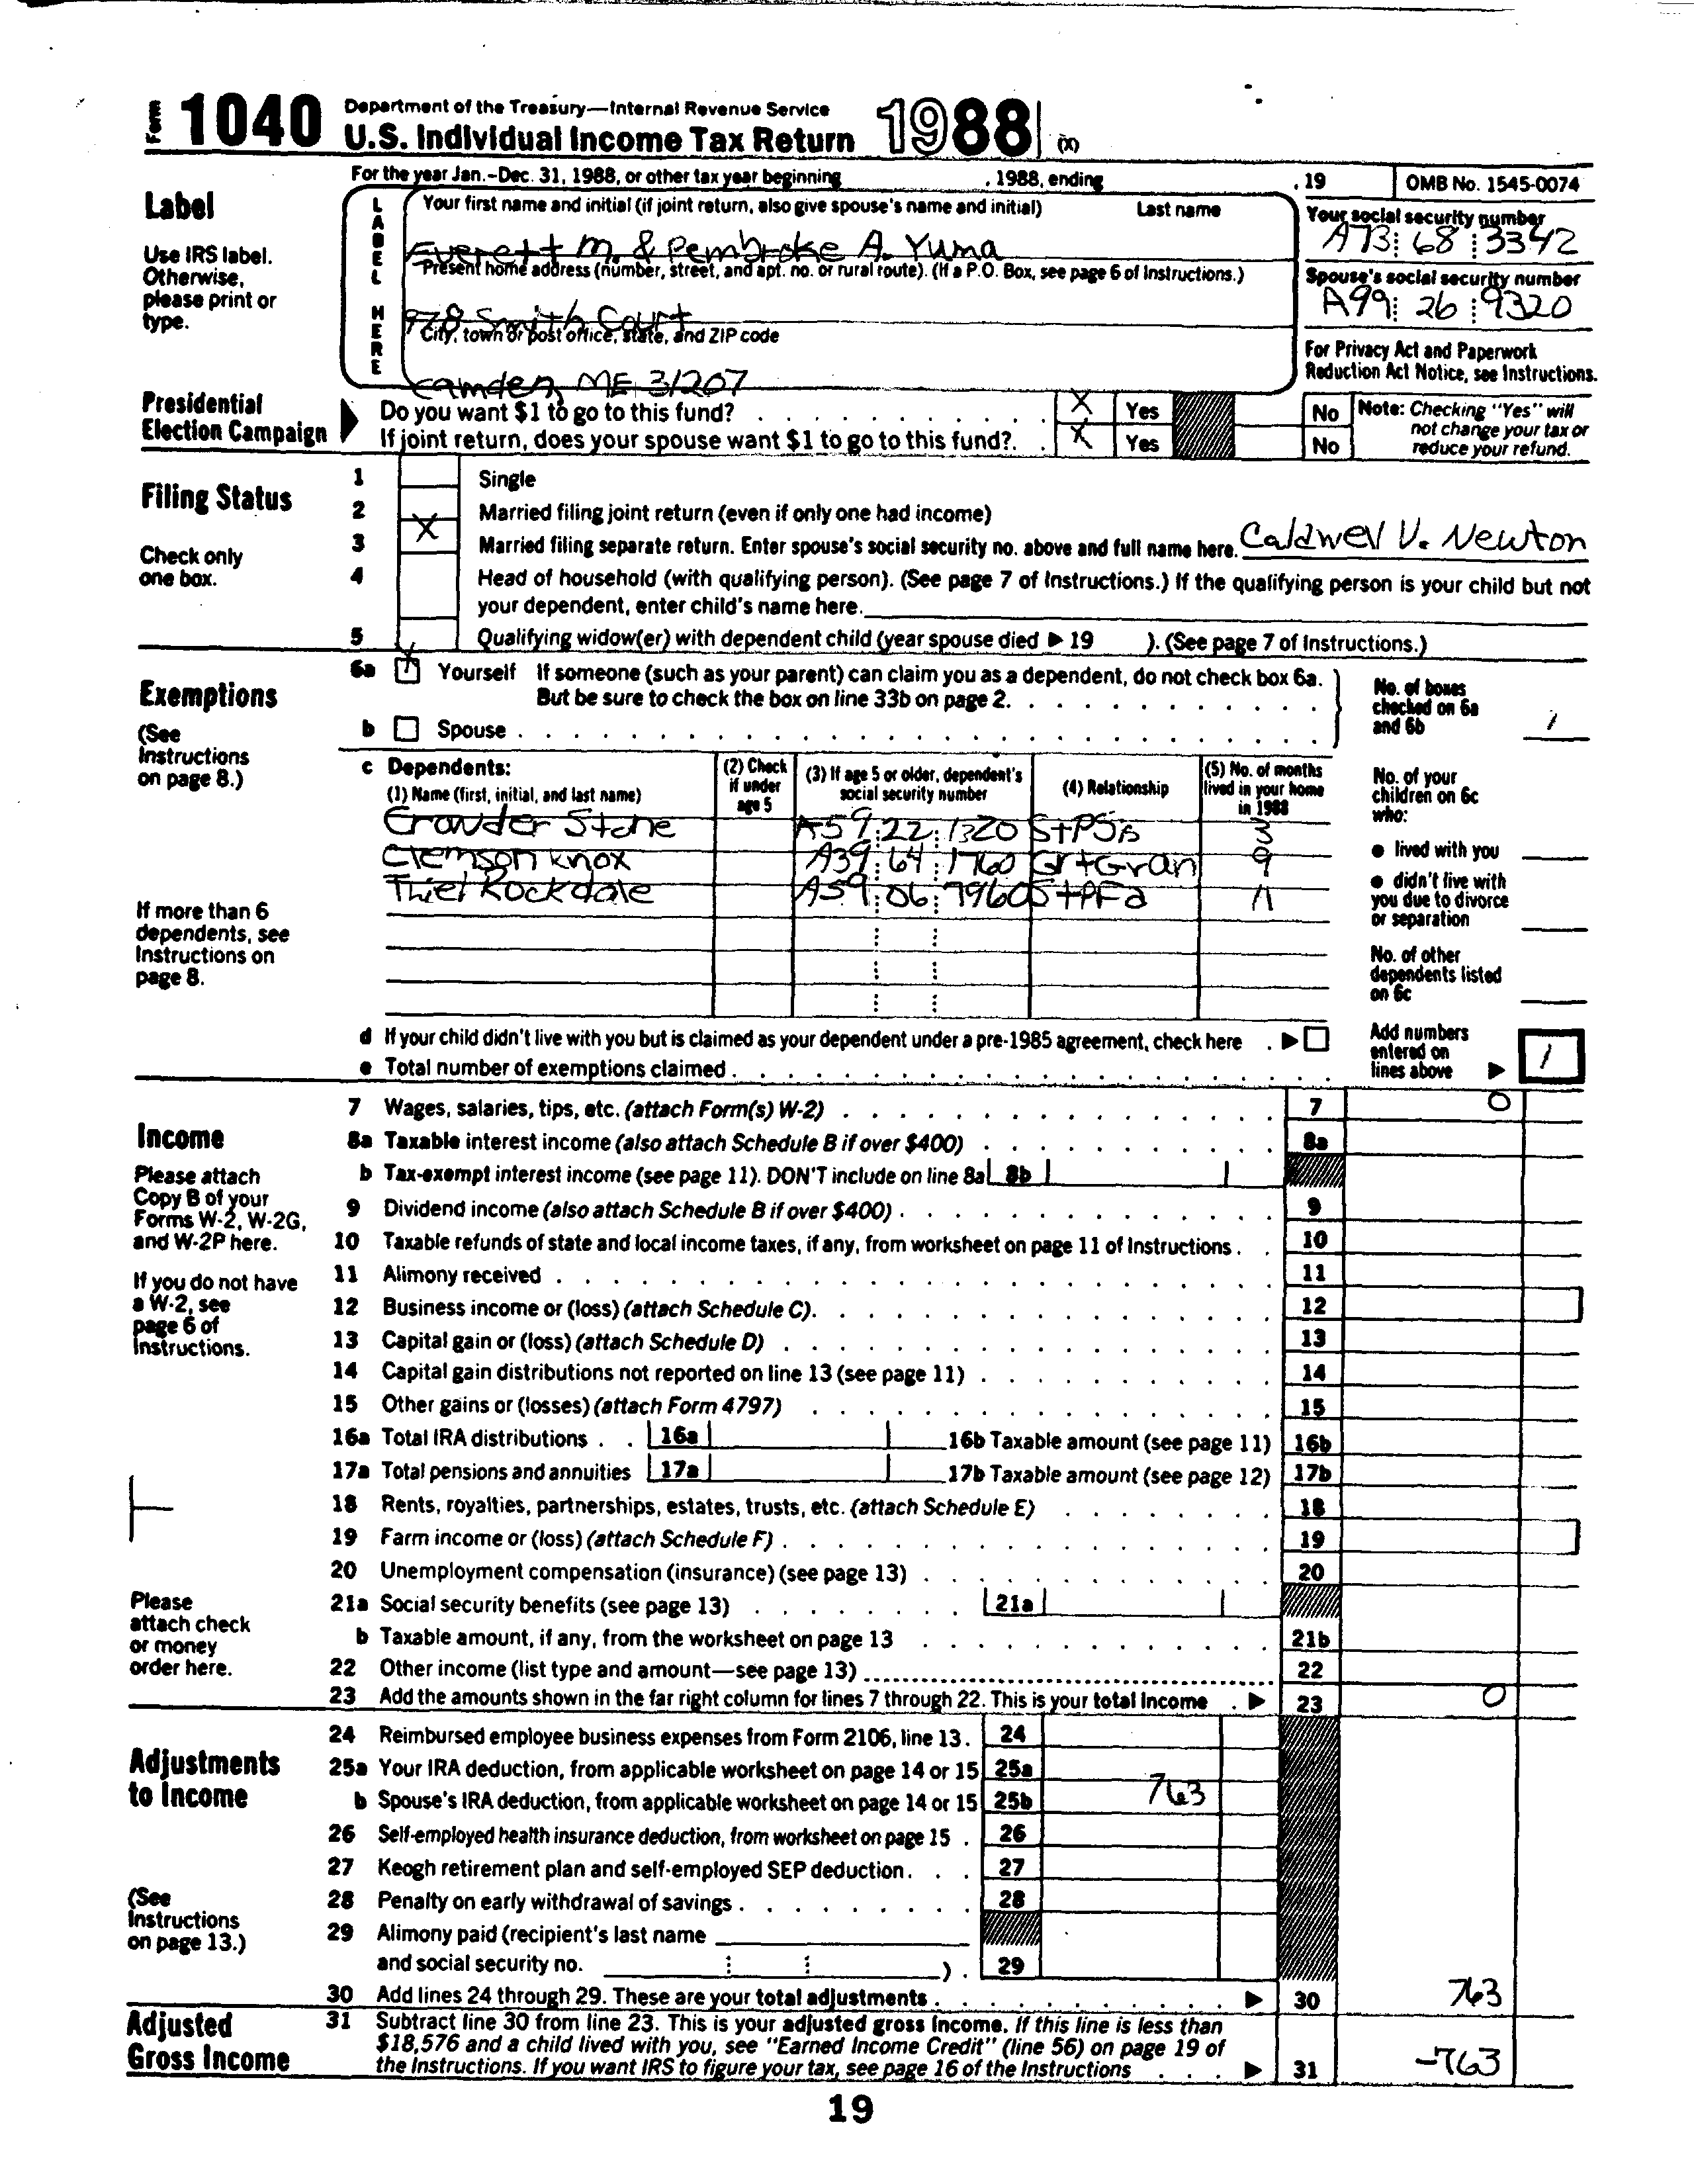 Form 1040 Department of the Treasury—Internal Revenue Service
U.S. Individual Income Tax Return 1988 (X)
For the year Jan.-Dec. 31, 1988, or other tax year beginning , 1988, ending , 19 OMB No. 1545-0074
Label
Use IRS label. Otherwise, please print or type.
LABEL HERE
Your first name and initial (if joint return, also give spouse's name and initial) Last name
Everett M. & Pembroke A. Yuma
Your social security number
A73 68 3342
Present home address (number, street, and apt. no. or rural route). (If a P.O. Box, see page 6 of Instructions.)
978 Smith Court
Spouse's social security number
A99 26 9320
City, town or post office, state, and ZIP code
Camden, ME 31207
For Privacy Act and Paperwork Reduction Act Notice, see Instructions.
Presidential Election Campaign
Do you want $1 to go to this fund? X Yes No
If joint return, does your spouse want $1 to go to this fund? X Yes No
Note: Checking "Yes" will not change your tax or reduce your refund.
Filing Status
Check only one box.
1 Single
2 Married filing joint return (even if only one had income)
3 X Married filing separate return. Enter spouse's social security no. above and full name here. Caldwell V. Newton
4 Head of household (with qualifying person). (See page 7 of Instructions.) If the qualifying person is your child but not
your dependent, enter child's name here.
5 Qualifying widow(er) with dependent child (year spouse died ▶ 19 ). (See page 7 of Instructions.)
Exemptions
(See Instructions on page 8.)
6a X Yourself If someone (such as your parent) can claim you as a dependent, do not check box 6a.
But be sure to check the box on line 33b on page 2.
b Spouse
No. of boxes checked on 6a and 6b 1
c Dependents:
(1) Name (first, initial, and last name) (2) Check if under age 5 (3) If age 5 or older, dependent's social security number (4) Relationship (5) No. of months lived in your home in 1988
Crowder Stone A59 22 1320 StPSb 3
Clemson Knox A39 64 1760 GrtGran 9
Thiel Rockdale A59 06 7960 StPFa 11
If more than 6 dependents, see Instructions on page 8.
No. of your children on 6c who:
● lived with you
● didn't live with you due to divorce or separation
No. of other dependents listed on 6c
d If your child didn't live with you but is claimed as your dependent under a pre-1985 agreement, check here ▶
e Total number of exemptions claimed
Add numbers entered on lines above ▶ 1
Income
Please attach Copy B of your Forms W-2, W-2G, and W-2P here.
If you do not have a W-2, see page 6 of Instructions.
Please attach check or money order here.
7 Wages, salaries, tips, etc. (attach Form(s) W-2) 7 0
8a Taxable interest income (also attach Schedule B if over $400) 8a
b Tax-exempt interest income (see page 11). DON'T include on line 8a 8b
9 Dividend income (also attach Schedule B if over $400) 9
10 Taxable refunds of state and local income taxes, if any, from worksheet on page 11 of Instructions 10
11 Alimony received 11
12 Business income or (loss) (attach Schedule C) 12
13 Capital gain or (loss) (attach Schedule D) 13
14 Capital gain distributions not reported on line 13 (see page 11) 14
15 Other gains or (losses) (attach Form 4797) 15
16a Total IRA distributions 16a 16b Taxable amount (see page 11) 16b
17a Total pensions and annuities 17a 17b Taxable amount (see page 12) 17b
18 Rents, royalties, partnerships, estates, trusts, etc. (attach Schedule E) 18
19 Farm income or (loss) (attach Schedule F) 19
20 Unemployment compensation (insurance) (see page 13) 20
21a Social security benefits (see page 13) 21a
b Taxable amount, if any, from the worksheet on page 13 21b
22 Other income (list type and amount—see page 13) 22
23 Add the amounts shown in the far right column for lines 7 through 22. This is your total income ▶ 23 0
Adjustments to Income
(See Instructions on page 13.)
24 Reimbursed employee business expenses from Form 2106, line 13. 24
25a Your IRA deduction, from applicable worksheet on page 14 or 15 25a
b Spouse's IRA deduction, from applicable worksheet on page 14 or 15 25b 763
26 Self-employed health insurance deduction, from worksheet on page 15 26
27 Keogh retirement plan and self-employed SEP deduction 27
28 Penalty on early withdrawal of savings 28
29 Alimony paid (recipient's last name
and social security no. ) 29
30 Add lines 24 through 29. These are your total adjustments ▶ 30 763
Adjusted Gross Income
31 Subtract line 30 from line 23. This is your adjusted gross income. If this line is less than
$18,576 and a child lived with you, see "Earned Income Credit" (line 56) on page 19 of
the Instructions. If you want IRS to figure your tax, see page 16 of the Instructions ▶ 31 -763
19